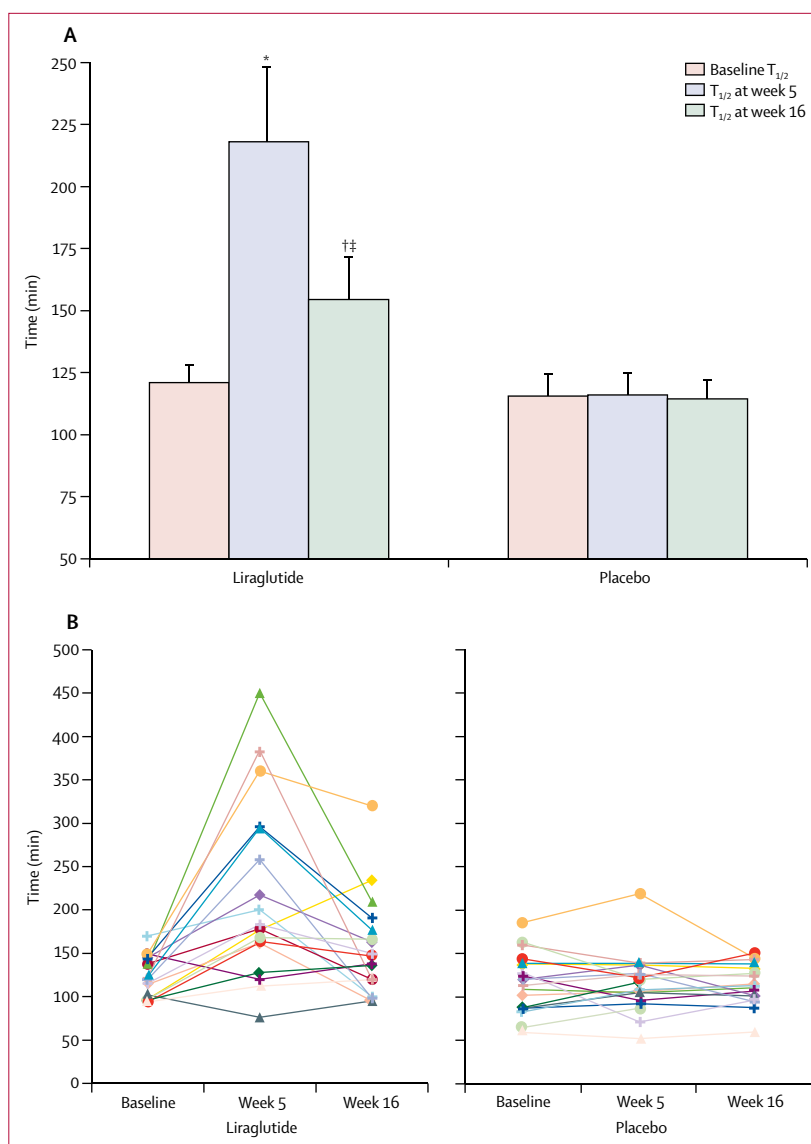 A
250
225
200
175
150
125
100
75
50
Time (min)
*
†‡
Baseline T1/2
T1/2 at week 5
T1/2 at week 16
Liraglutide
Placebo
B
500
450
400
350
300
250
200
150
100
50
0
Time (min)
Baseline
Week 5
Week 16
Liraglutide
Baseline
Week 5
Week 16
Placebo